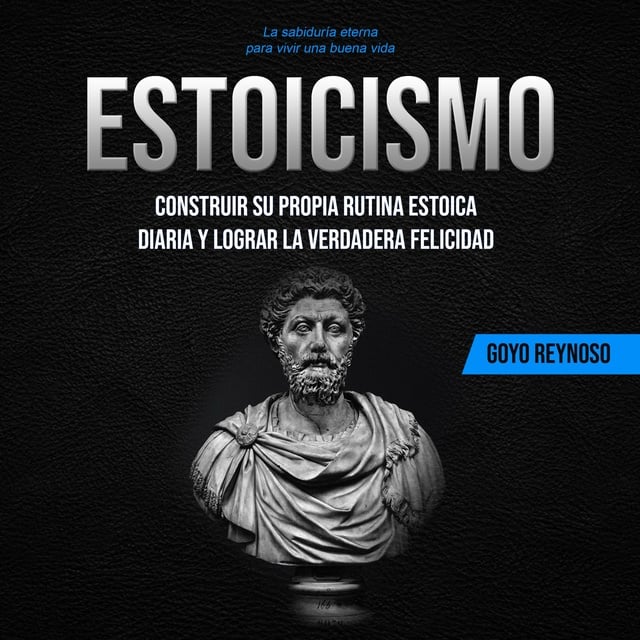 La sabiduría eterna
para vivir una buena vida
ESTOICISMO
CONSTRUIR SU PROPIA RUTINA ESTOICA
DIARIA Y LOGRAR LA VERDADERA FELICIDAD
GOYO REYNOSO